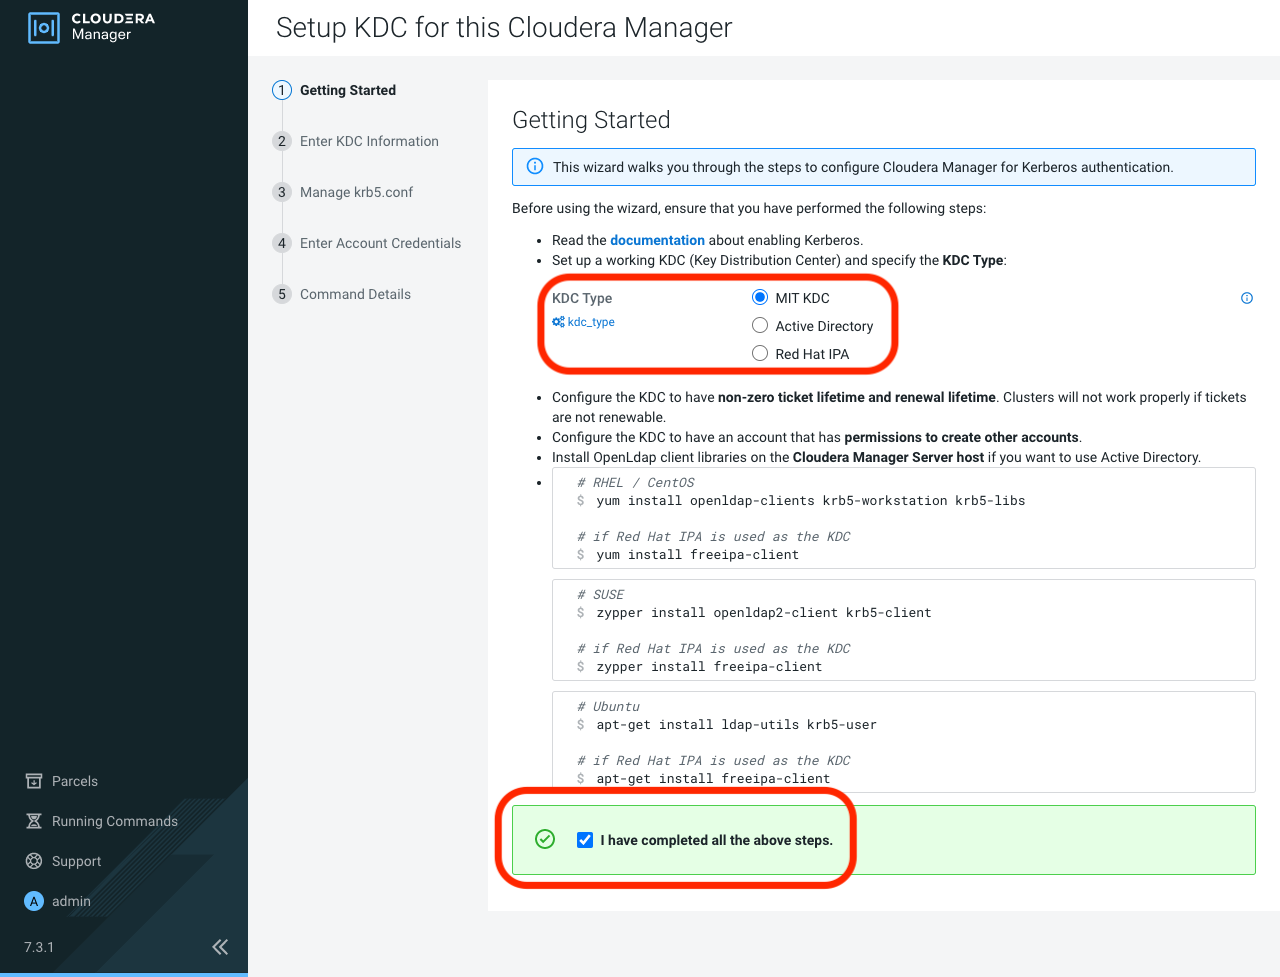 CLOUDERA
Manager
Setup KDC for this Cloudera Manager
1 Getting Started
2 Enter KDC Information
3 Manage krb5.conf
4 Enter Account Credentials
5 Command Details
Getting Started
This wizard walks you through the steps to configure Cloudera Manager for Kerberos authentication.
Before using the wizard, ensure that you have performed the following steps:
• Read the documentation about enabling Kerberos.
• Set up a working KDC (Key Distribution Center) and specify the KDC Type:
KDC Type
kdc_type
MIT KDC
Active Directory
Red Hat IPA
• Configure the KDC to have non-zero ticket lifetime and renewal lifetime. Clusters will not work properly if tickets
are not renewable.
• Configure the KDC to have an account that has permissions to create other accounts.
• Install OpenLdap client libraries on the Cloudera Manager Server host if you want to use Active Directory.
• # RHEL / CentOS
$ yum install openldap-clients krb5-workstation krb5-libs
# if Red Hat IPA is used as the KDC
$ yum install freeipa-client
# SUSE
$ zypper install openldap2-client krb5-client
# if Red Hat IPA is used as the KDC
$ zypper install freeipa-client
# Ubuntu
$ apt-get install ldap-utils krb5-user
# if Red Hat IPA is used as the KDC
$ apt-get install freeipa-client
I have completed all the above steps.
Parcels
Running Commands
Support
A admin
7.3.1